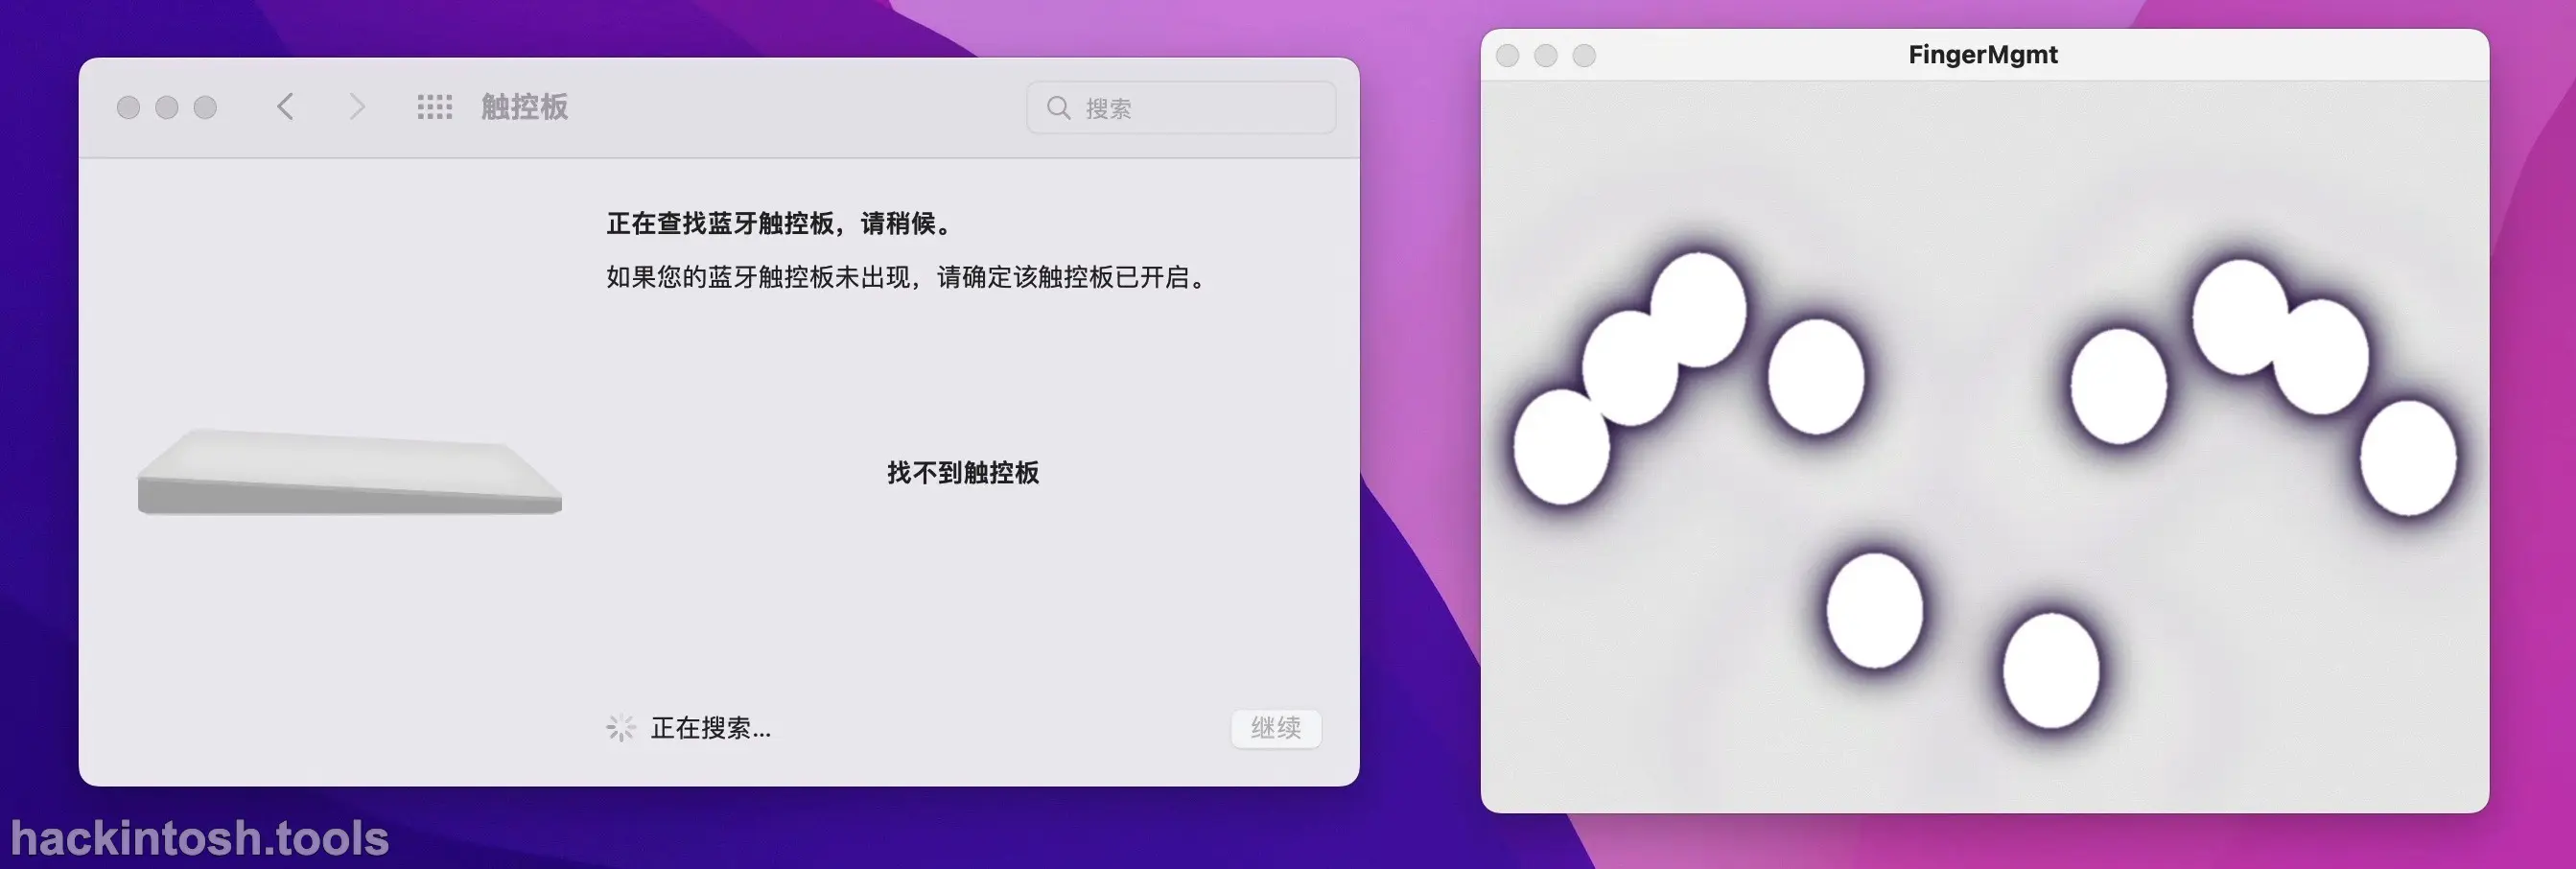 触控板
搜索
正在查找蓝牙触控板，请稍候。
如果您的蓝牙触控板未出现，请确定该触控板已开启。
找不到触控板
正在搜索...
继续
FingerMgmt
hackintosh.tools